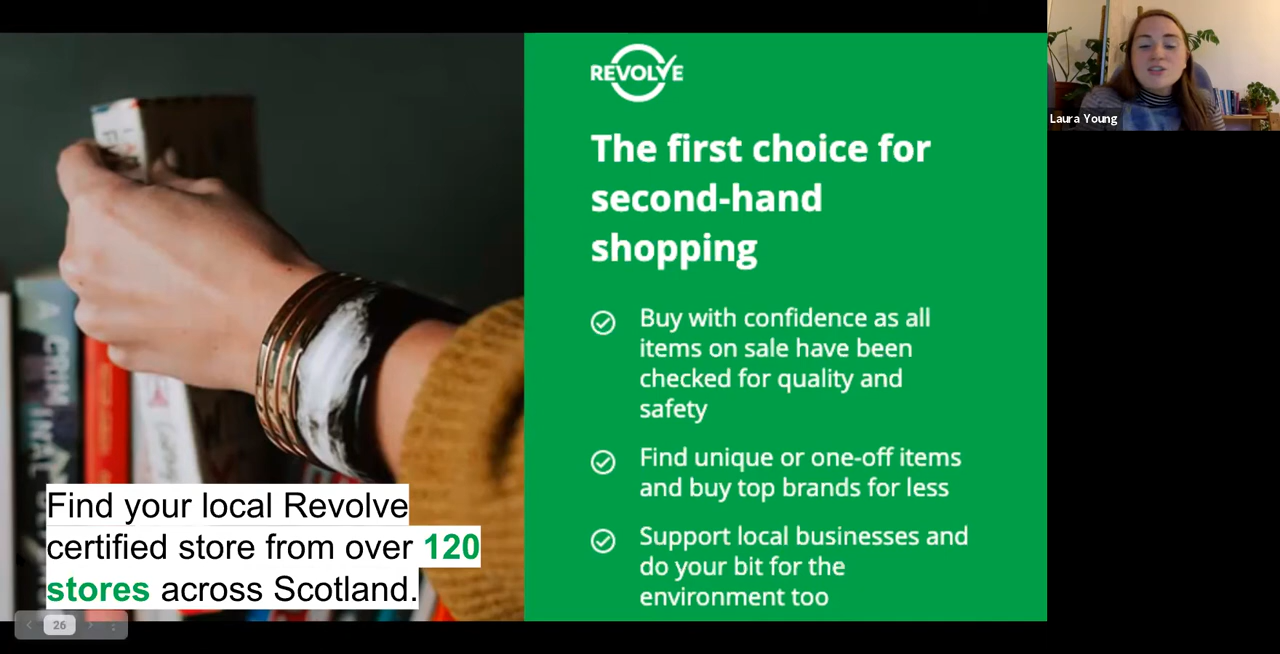 REVOLVE
The first choice for
second-hand
shopping
Buy with confidence as all
items on sale have been
checked for quality and
safety
Find unique or one-off items
and buy top brands for less
Support local businesses and
do your bit for the
environment too
Find your local Revolve
certified store from over 120
stores across Scotland.
26
Laura Young